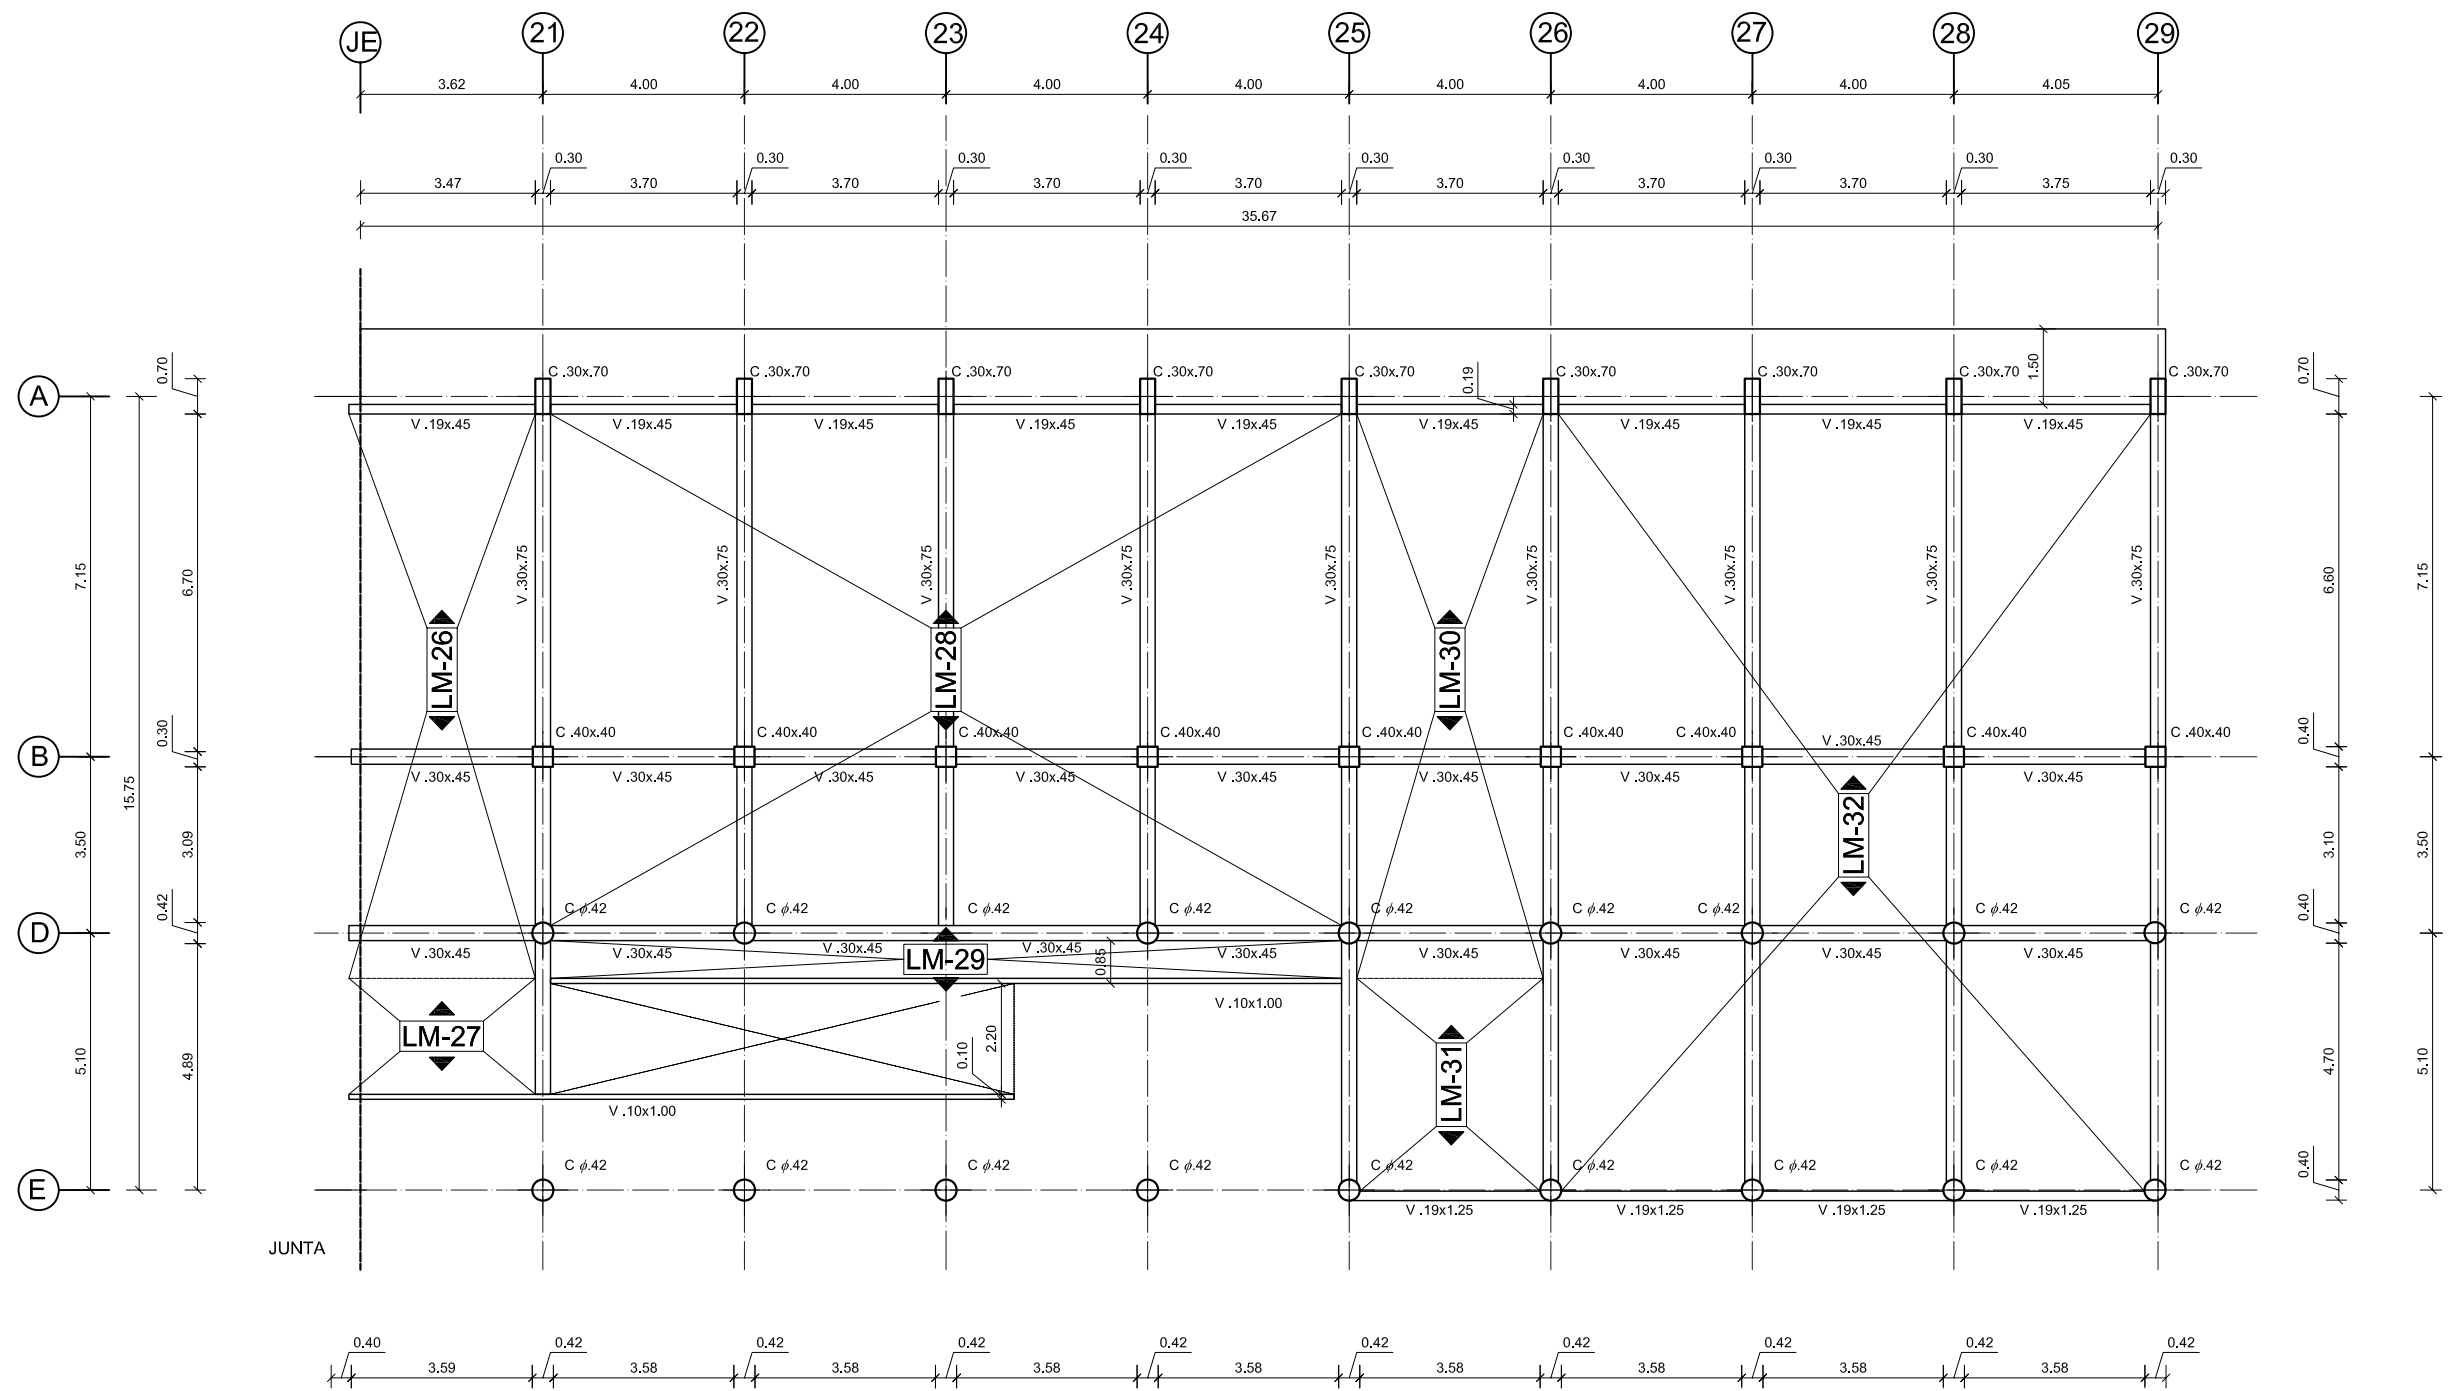 JE 21 22 23 24 25 26 27 28 29
3.62 4.00 4.00 4.00 4.00 4.00 4.00 4.00 4.05
0.30 0.30 0.30 0.30 0.30 0.30 0.30 0.30 0.30
3.47 3.70 3.70 3.70 3.70 3.70 3.70 3.70 3.75
35.67
0.70 1.50 0.70
C .30x.70 C .30x.70 C .30x.70 C .30x.70 C .30x.70 C .30x.70 C .30x.70 C .30x.70 C .30x.70
0.19
A
V .19x.45 V .19x.45 V .19x.45 V .19x.45 V .19x.45 V .19x.45 V .19x.45 V .19x.45 V .19x.45
7.15 6.70 V .30x.75 V .30x.75 V .30x.75 V .30x.75 V .30x.75 V .30x.75 V .30x.75 V .30x.75 V .30x.75 6.60 7.15
LM-26 LM-28 LM-30
0.30 C .40x.40 C .40x.40 C .40x.40 C .40x.40 C .40x.40 C .40x.40 C .40x.40 C .40x.40 C .40x.40 0.40
V .30x.45
B
V .30x.45 V .30x.45 V .30x.45 V .30x.45 V .30x.45 V .30x.45 V .30x.45 V .30x.45
15.75
3.50 3.09 LM-32 3.10 3.50
0.42 C ϕ.42 C ϕ.42 C ϕ.42 C ϕ.42 C ϕ.42 C ϕ.42 C ϕ.42 C ϕ.42 C ϕ.42 0.40
D
V .30x.45 V .30x.45 V .30x.45 V .30x.45 V .30x.45 V .30x.45 V .30x.45 V .30x.45 V .30x.45
LM-29 0.85
V .10x1.00
LM-27 2.20
0.10
5.10 4.89 LM-31 4.70 5.10
V .10x1.00
C ϕ.42 C ϕ.42 C ϕ.42 C ϕ.42 C ϕ.42 C ϕ.42 C ϕ.42 C ϕ.42 C ϕ.42 0.40
E
V .19x1.25 V .19x1.25 V .19x1.25 V .19x1.25
JUNTA
0.40 0.42 0.42 0.42 0.42 0.42 0.42 0.42 0.42 0.42
3.59 3.58 3.58 3.58 3.58 3.58 3.58 3.58 3.58